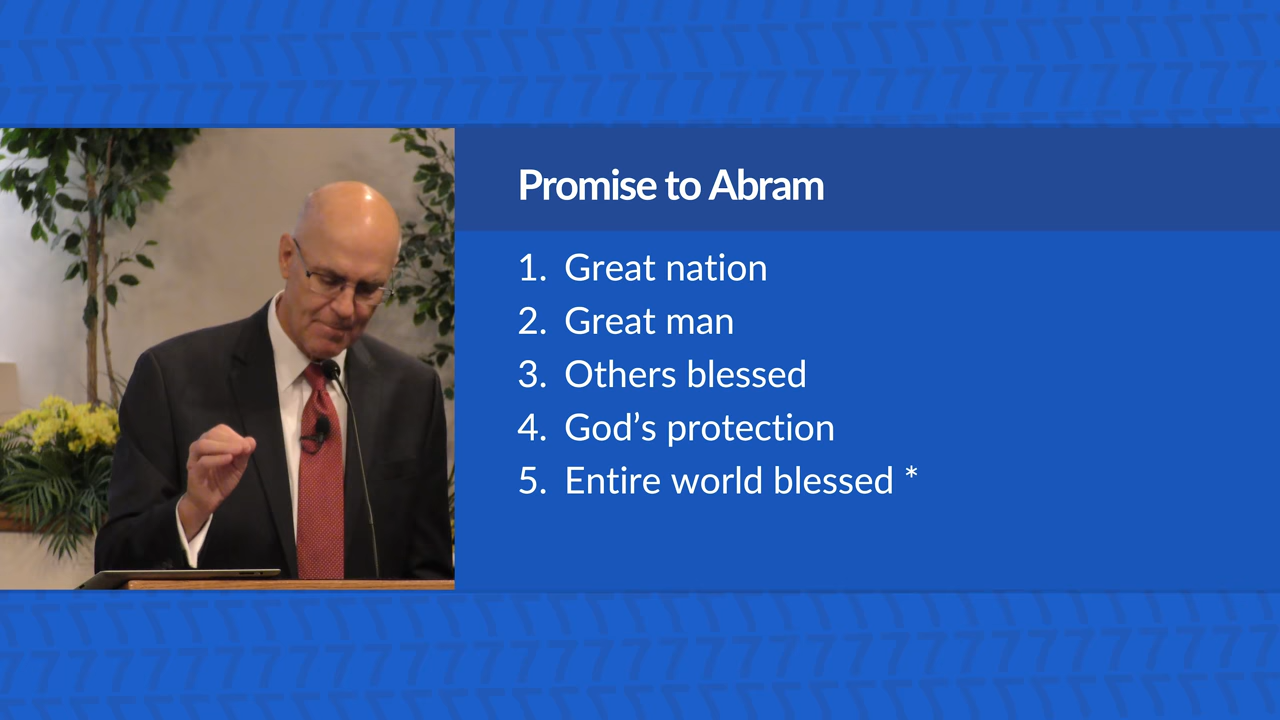 Promise to Abram
1. Great nation
2. Great man
3. Others blessed
4. God’s protection
5. Entire world blessed *